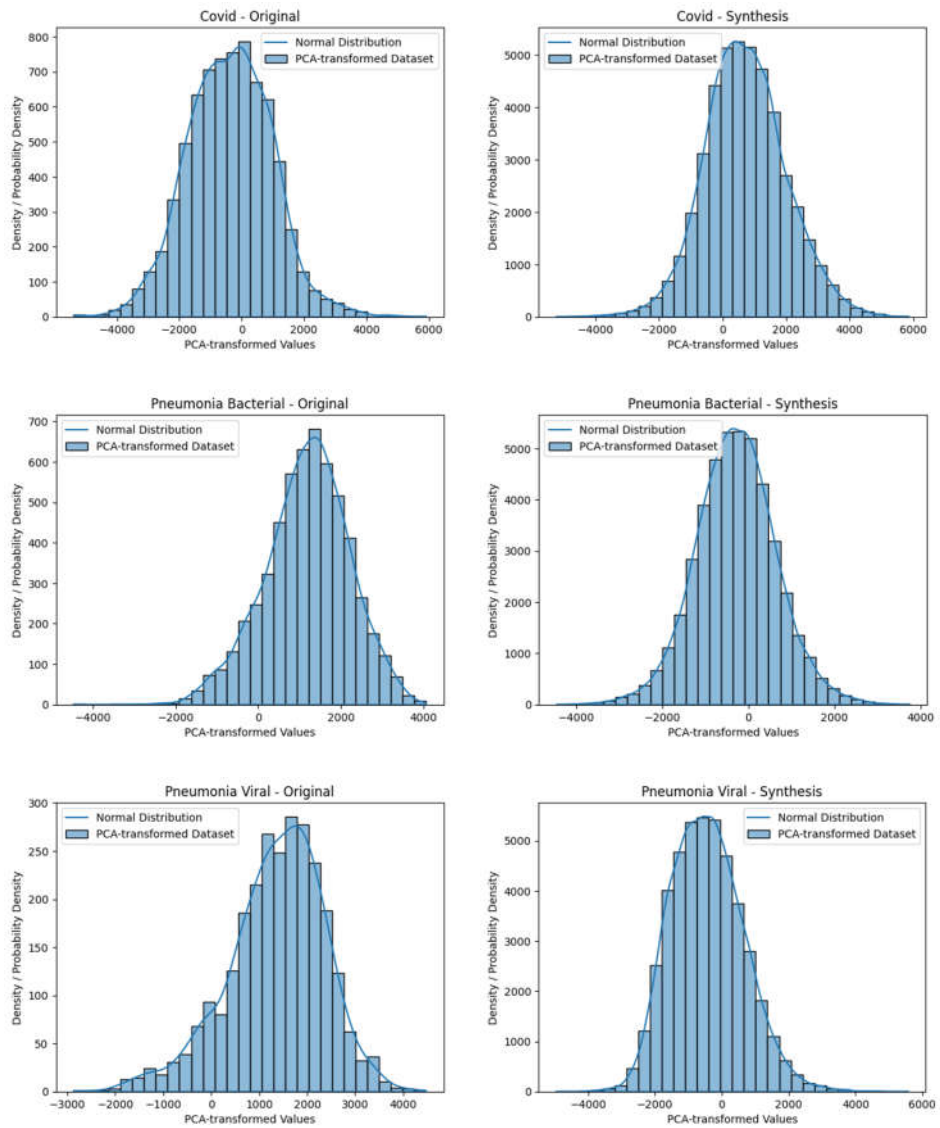 Covid - Original
Normal Distribution
PCA-transformed Dataset
Density / Probability Density
800
700
600
500
400
300
200
100
0
−4000 −2000 0 2000 4000 6000
PCA-transformed Values
Covid - Synthesis
Normal Distribution
PCA-transformed Dataset
Density / Probability Density
5000
4000
3000
2000
1000
0
−4000 −2000 0 2000 4000 6000
PCA-transformed Values
Pneumonia Bacterial - Original
Normal Distribution
PCA-transformed Dataset
Density / Probability Density
700
600
500
400
300
200
100
0
−4000 −2000 0 2000 4000
PCA-transformed Values
Pneumonia Bacterial - Synthesis
Normal Distribution
PCA-transformed Dataset
Density / Probability Density
5000
4000
3000
2000
1000
0
−4000 −2000 0 2000 4000
PCA-transformed Values
Pneumonia Viral - Original
Normal Distribution
PCA-transformed Dataset
Density / Probability Density
300
250
200
150
100
50
0
−3000 −2000 −1000 0 1000 2000 3000 4000
PCA-transformed Values
Pneumonia Viral - Synthesis
Normal Distribution
PCA-transformed Dataset
Density / Probability Density
5000
4000
3000
2000
1000
0
−4000 −2000 0 2000 4000 6000
PCA-transformed Values